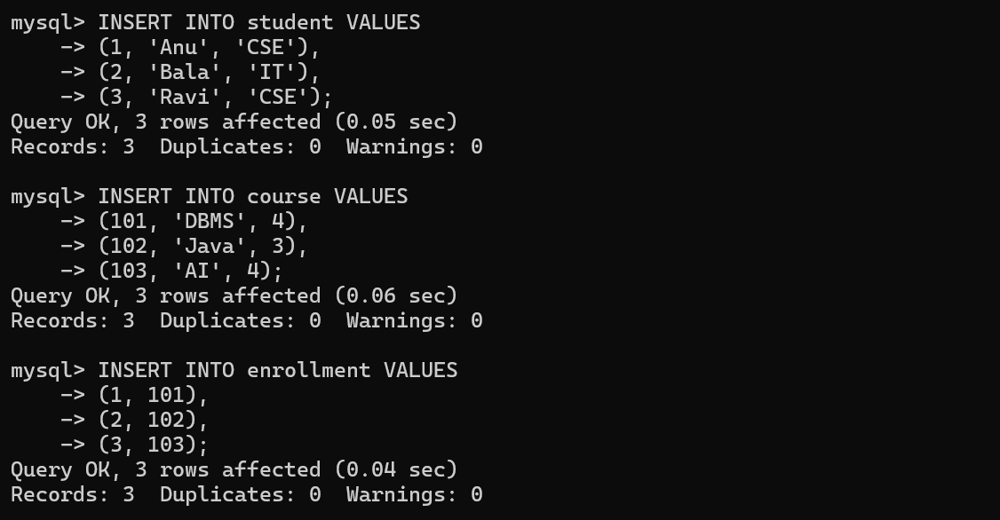 mysql> INSERT INTO student VALUES
    -> (1, 'Anu', 'CSE'),
    -> (2, 'Bala', 'IT'),
    -> (3, 'Ravi', 'CSE');
Query OK, 3 rows affected (0.05 sec)
Records: 3  Duplicates: 0  Warnings: 0

mysql> INSERT INTO course VALUES
    -> (101, 'DBMS', 4),
    -> (102, 'Java', 3),
    -> (103, 'AI', 4);
Query OK, 3 rows affected (0.06 sec)
Records: 3  Duplicates: 0  Warnings: 0

mysql> INSERT INTO enrollment VALUES
    -> (1, 101),
    -> (2, 102),
    -> (3, 103);
Query OK, 3 rows affected (0.04 sec)
Records: 3  Duplicates: 0  Warnings: 0